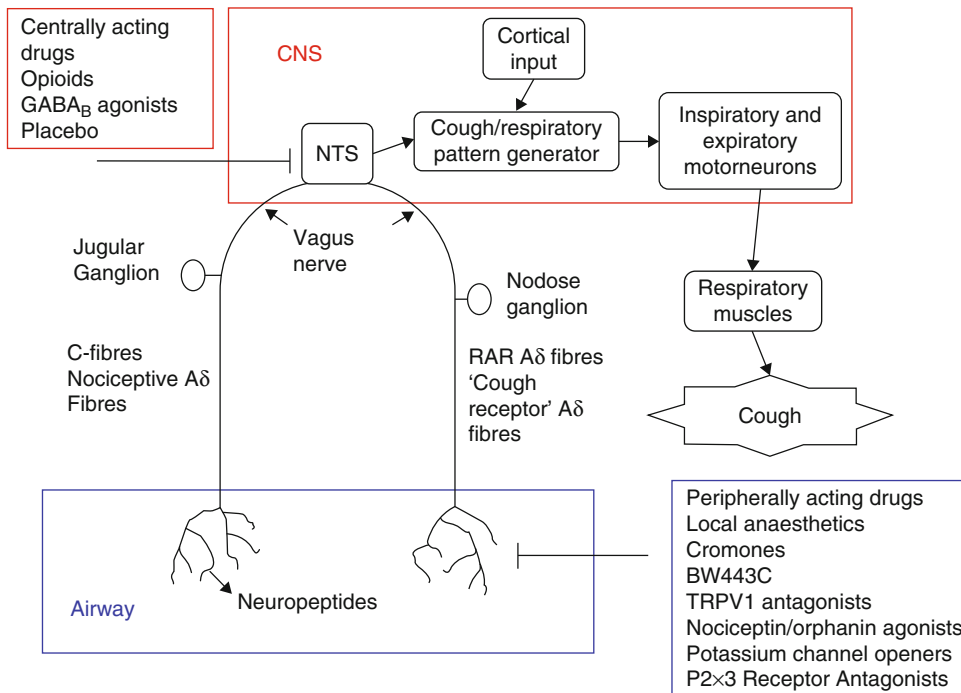 Centrally acting
drugs
Opioids
GABA_B agonists
Placebo
CNS
Cortical
input
NTS
Cough/respiratory
pattern generator
Inspiratory and
expiratory
motorneurons
Vagus
nerve
Jugular
Ganglion
Nodose
ganglion
Respiratory
muscles
C-fibres
Nociceptive Aδ
Fibres
RAR Aδ fibres
‘Cough
receptor’ Aδ
fibres
Cough
Airway
Neuropeptides
Peripherally acting drugs
Local anaesthetics
Cromones
BW443C
TRPV1 antagonists
Nociceptin/orphanin agonists
Potassium channel openers
P2×3 Receptor Antagonists